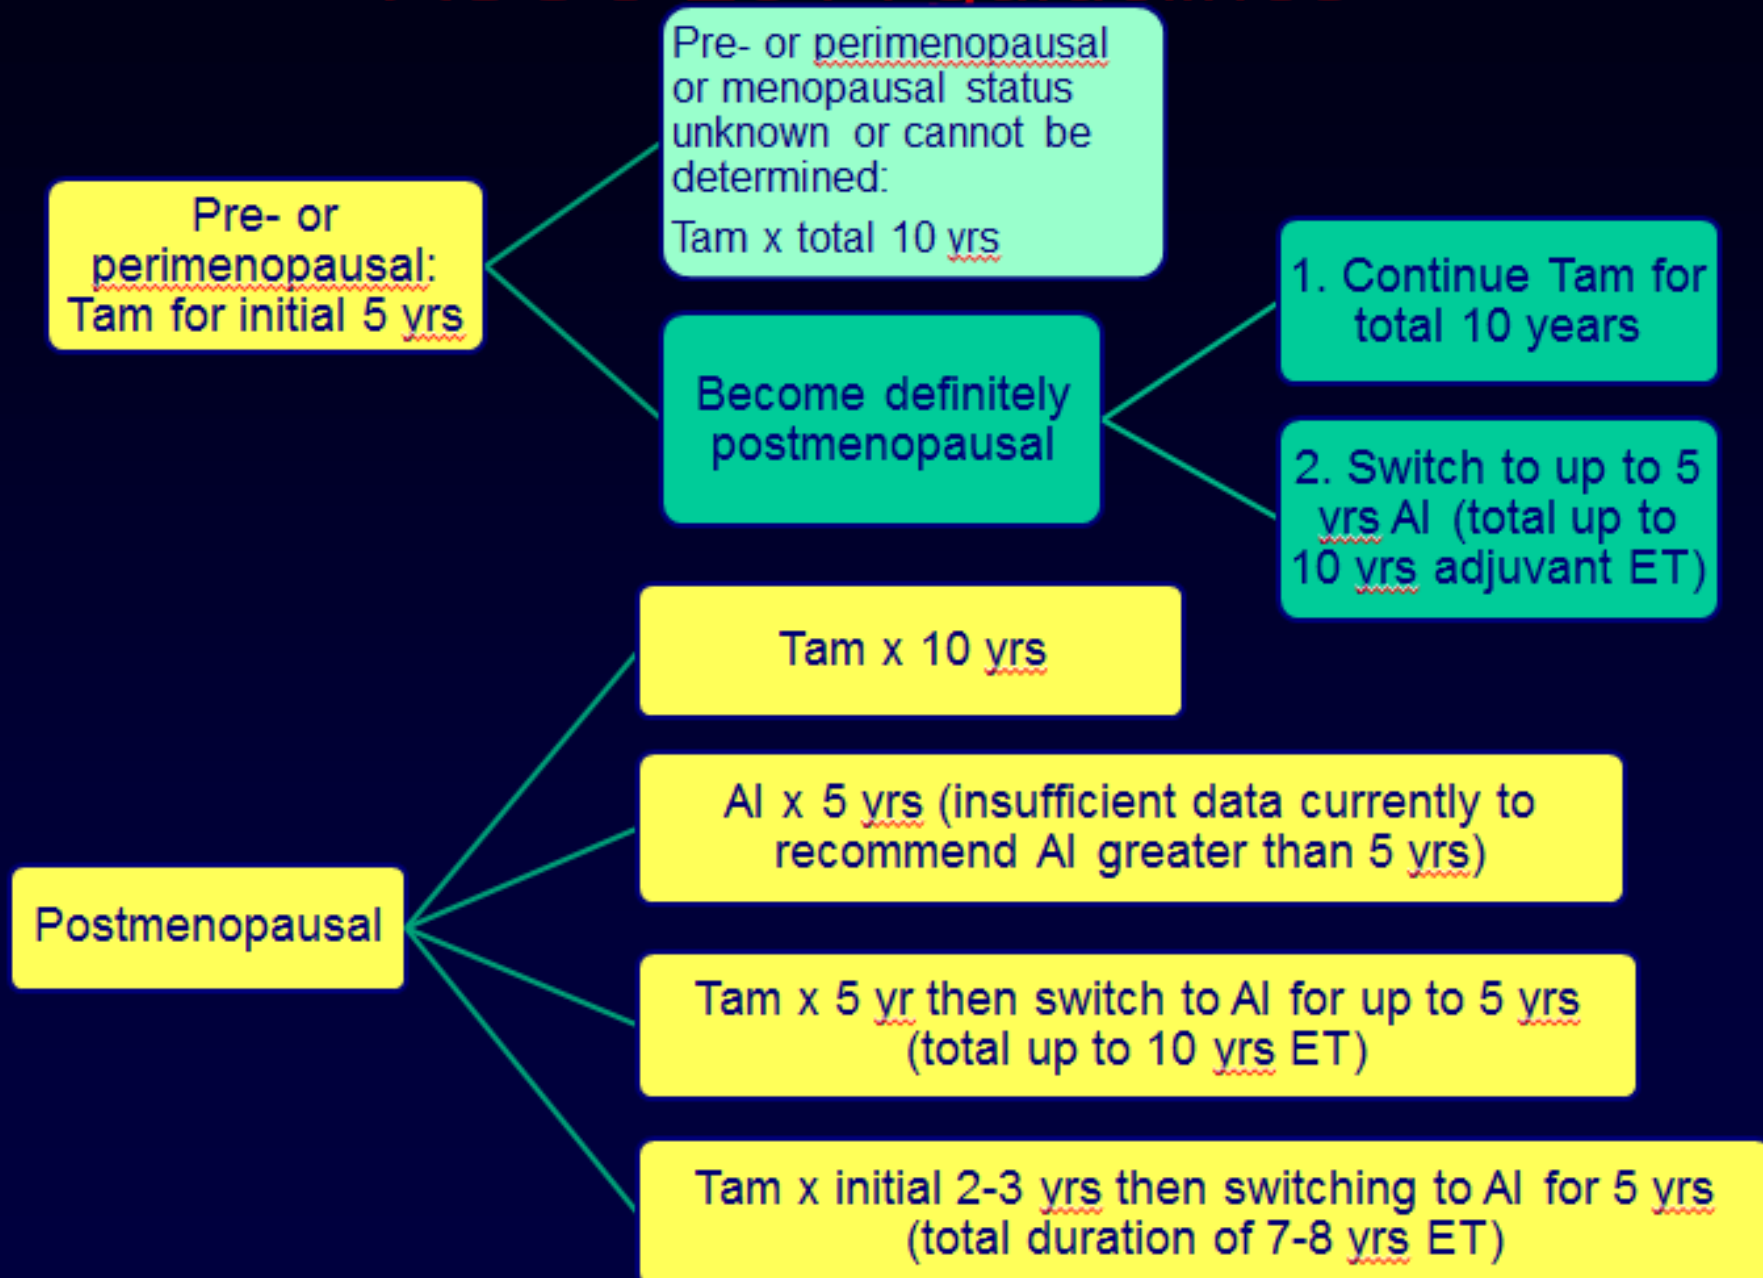 Pre- or perimenopausal
or menopausal status
unknown or cannot be
determined:
Tam x total 10 yrs
Pre- or
perimenopausal:
Tam for initial 5 yrs
1. Continue Tam for
total 10 years
Become definitely
postmenopausal
2. Switch to up to 5
yrs AI (total up to
10 yrs adjuvant ET)
Tam x 10 yrs
AI x 5 yrs (insufficient data currently to
recommend AI greater than 5 yrs)
Postmenopausal
Tam x 5 yr then switch to AI for up to 5 yrs
(total up to 10 yrs ET)
Tam x initial 2-3 yrs then switching to AI for 5 yrs
(total duration of 7-8 yrs ET)